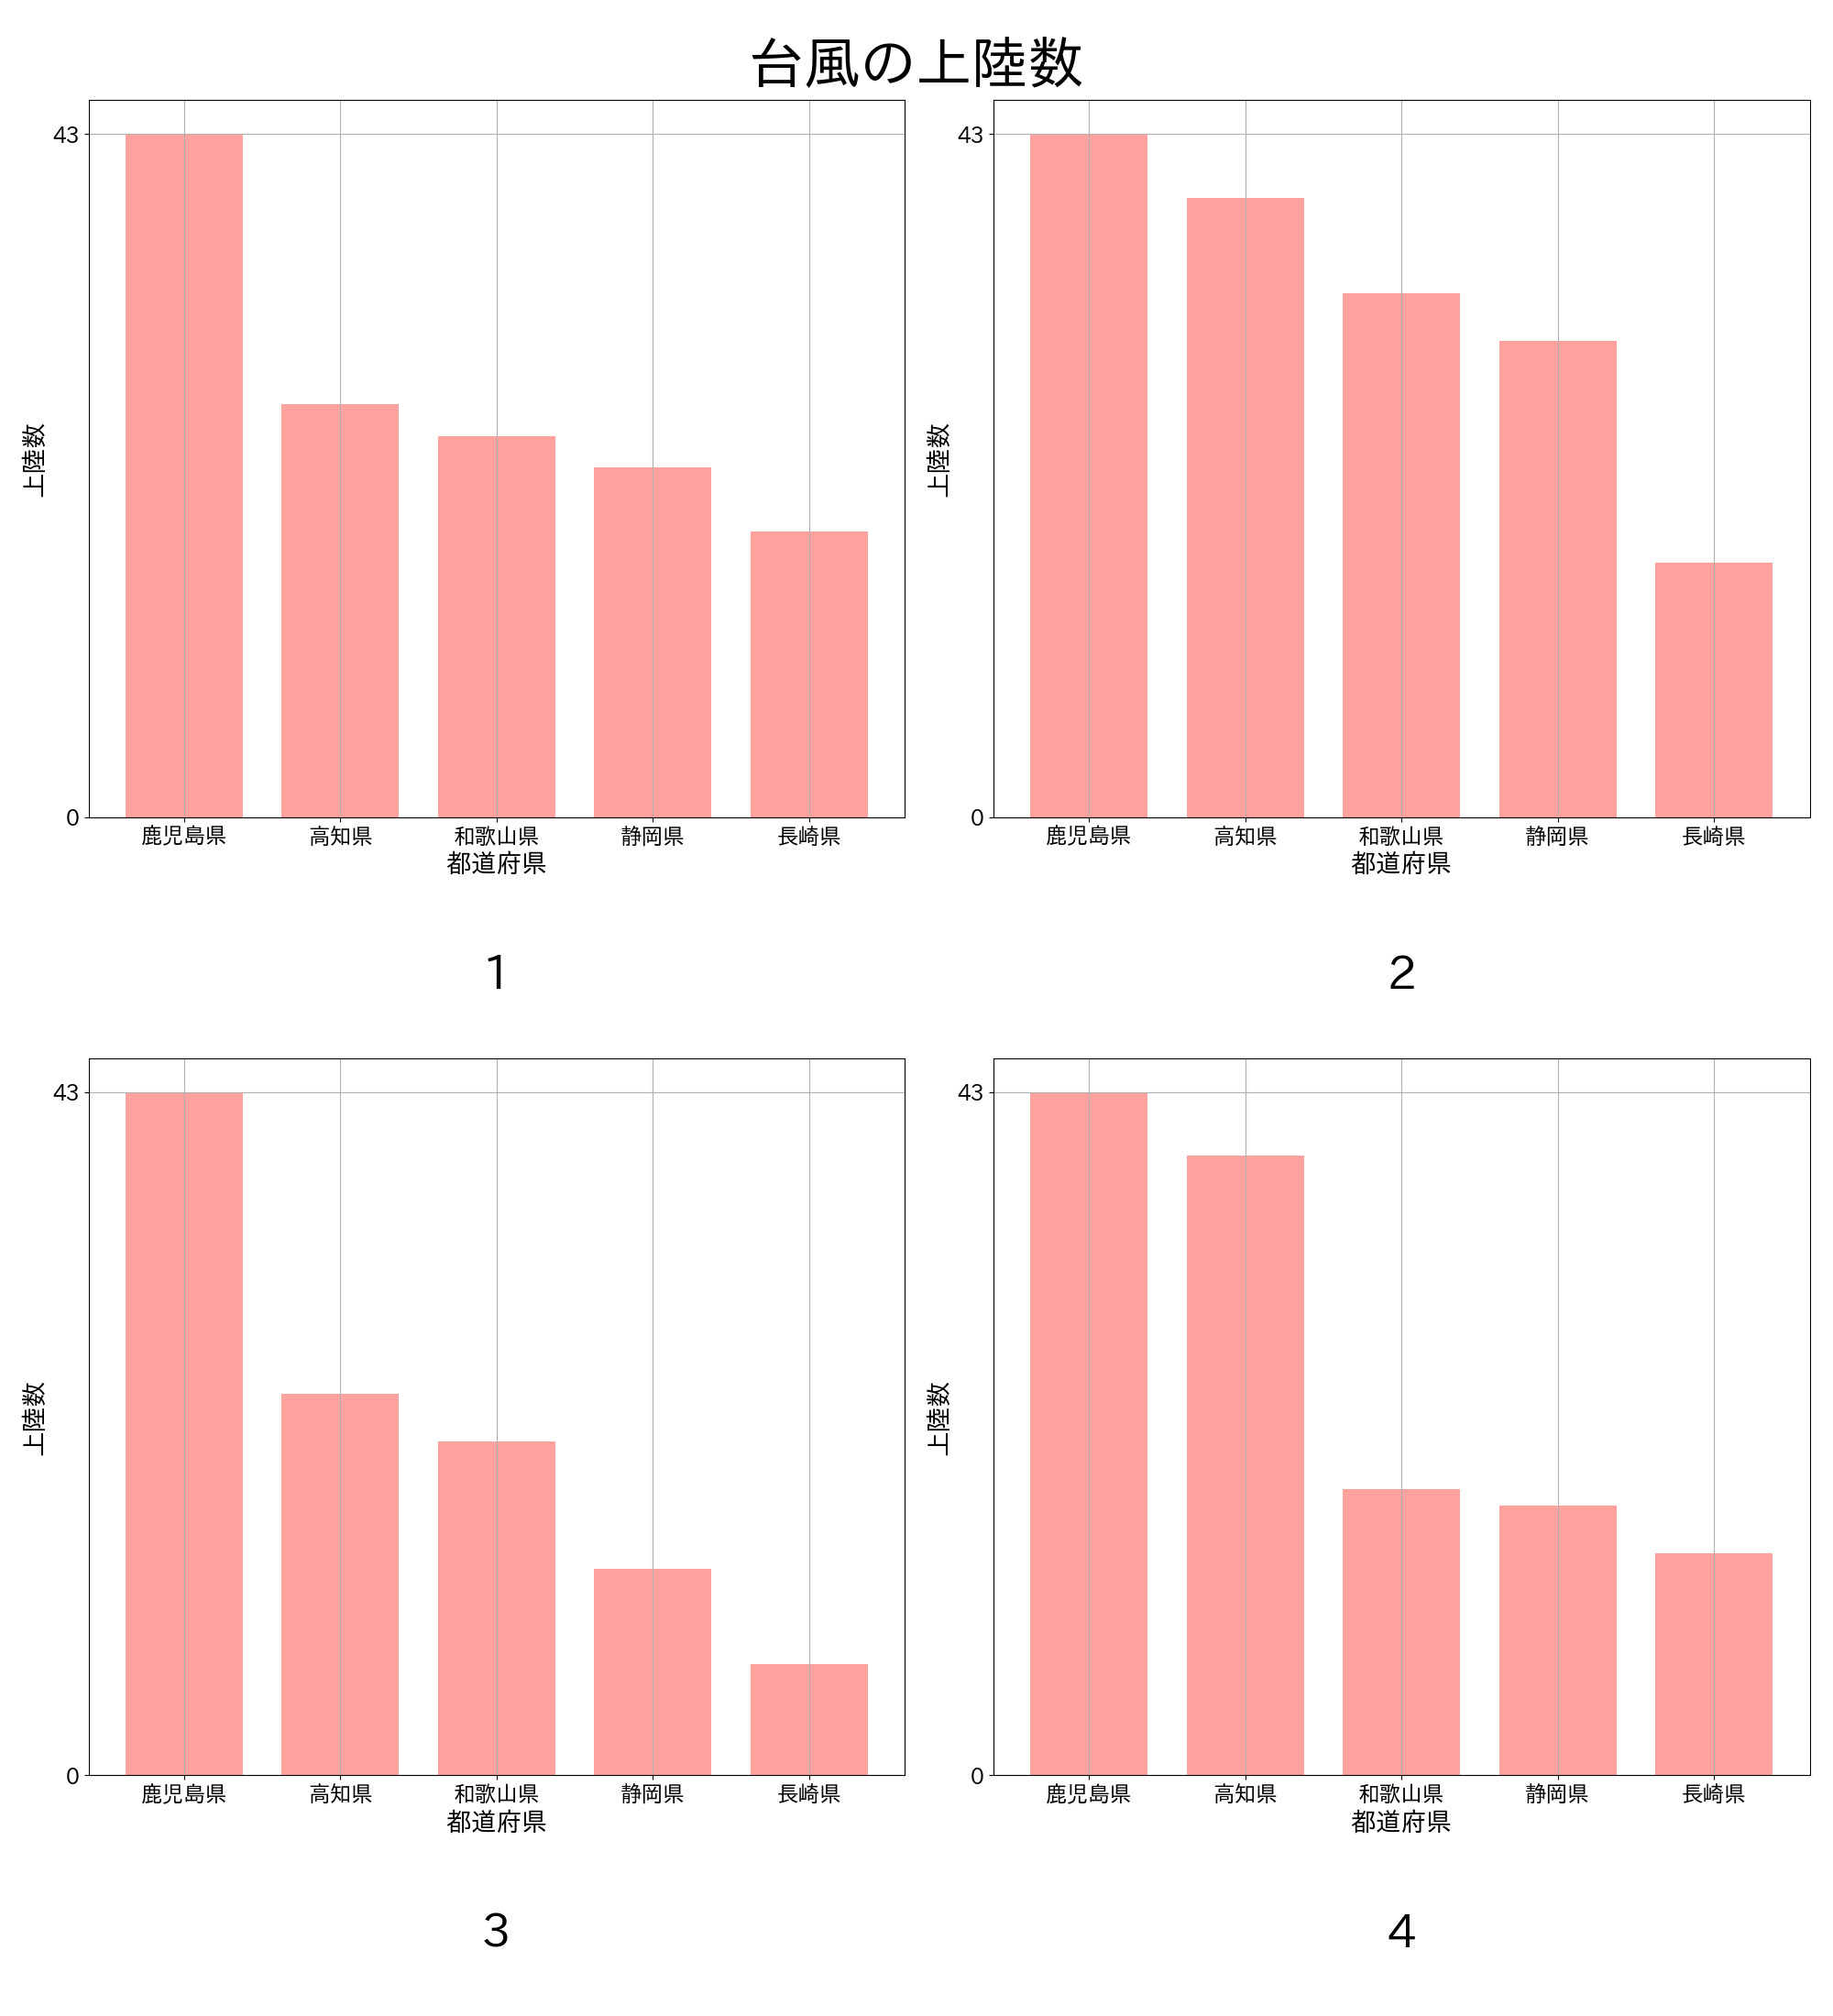 台風の上陸数
43
0
上陸数
鹿児島県 高知県 和歌山県 静岡県 長崎県
都道府県
1
43
0
上陸数
鹿児島県 高知県 和歌山県 静岡県 長崎県
都道府県
2
43
0
上陸数
鹿児島県 高知県 和歌山県 静岡県 長崎県
都道府県
3
43
0
上陸数
鹿児島県 高知県 和歌山県 静岡県 長崎県
都道府県
4